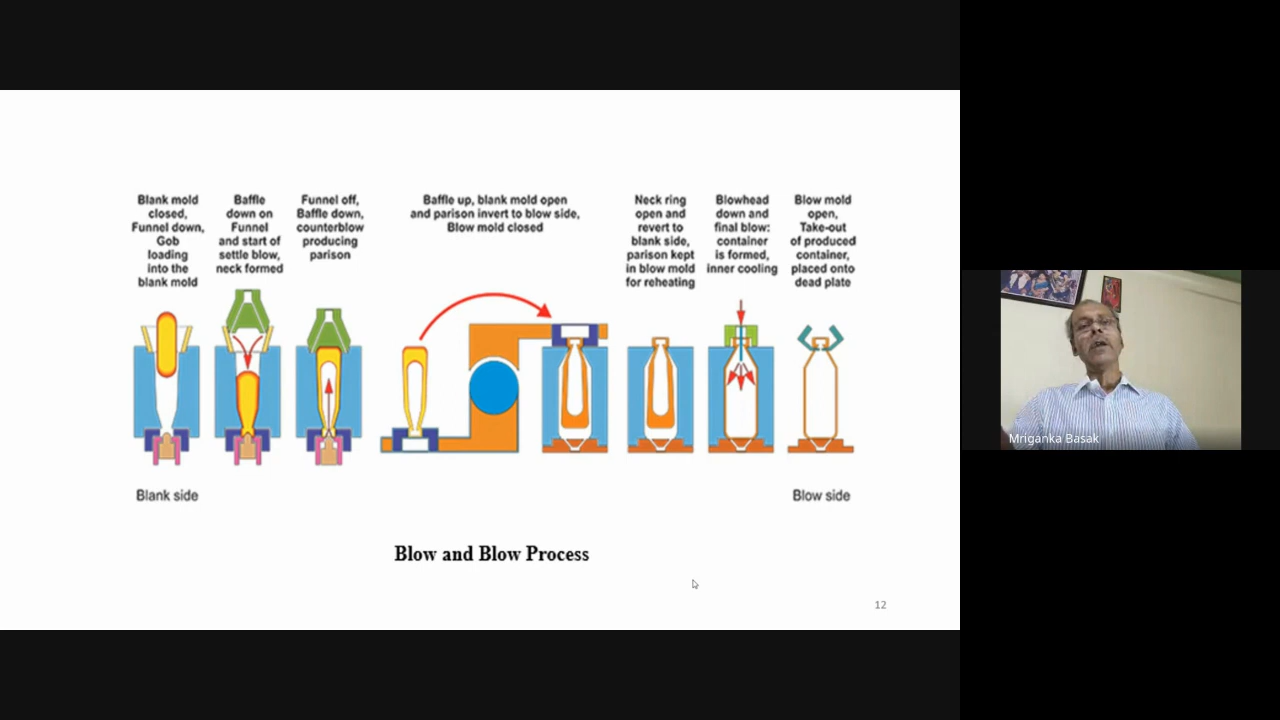 Blank mold
closed,
Funnel down,
Gob
loading
into the
blank mold
Baffle
down on
Funnel
and start of
settle blow,
neck formed
Funnel off,
Baffle down,
counterblow
producing
parison
Baffle up, blank mold open
and parison invert to blow side,
Blow mold closed
Neck ring
open and
revert to
blank side,
parison kept
in blow mold
for reheating
Blowhead
down and
final blow:
container
is formed,
inner cooling
Blow mold
open,
Take-out
of produced
container,
placed onto
dead plate
Blank side
Blow side
Blow and Blow Process
12
Mriganka Basak